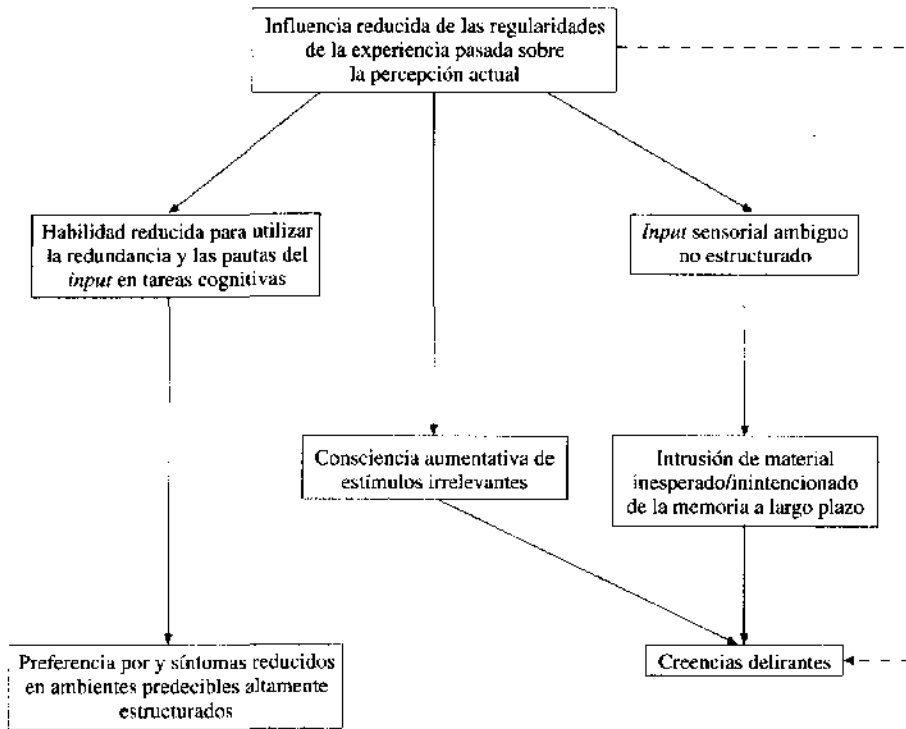 Influencia reducida de las regularidades
de la experiencia pasada sobre
la percepción actual
Habilidad reducida para utilizar
la redundancia y las pautas del
input en tareas cognitivas
Input sensorial ambiguo
no estructurado
Consciencia aumentativa de
estímulos irrelevantes
Intrusión de material
inesperado/inintencionado
de la memoria a largo plazo
Preferencia por y síntomas reducidos
en ambientes predecibles altamente
estructurados
Creencias delirantes